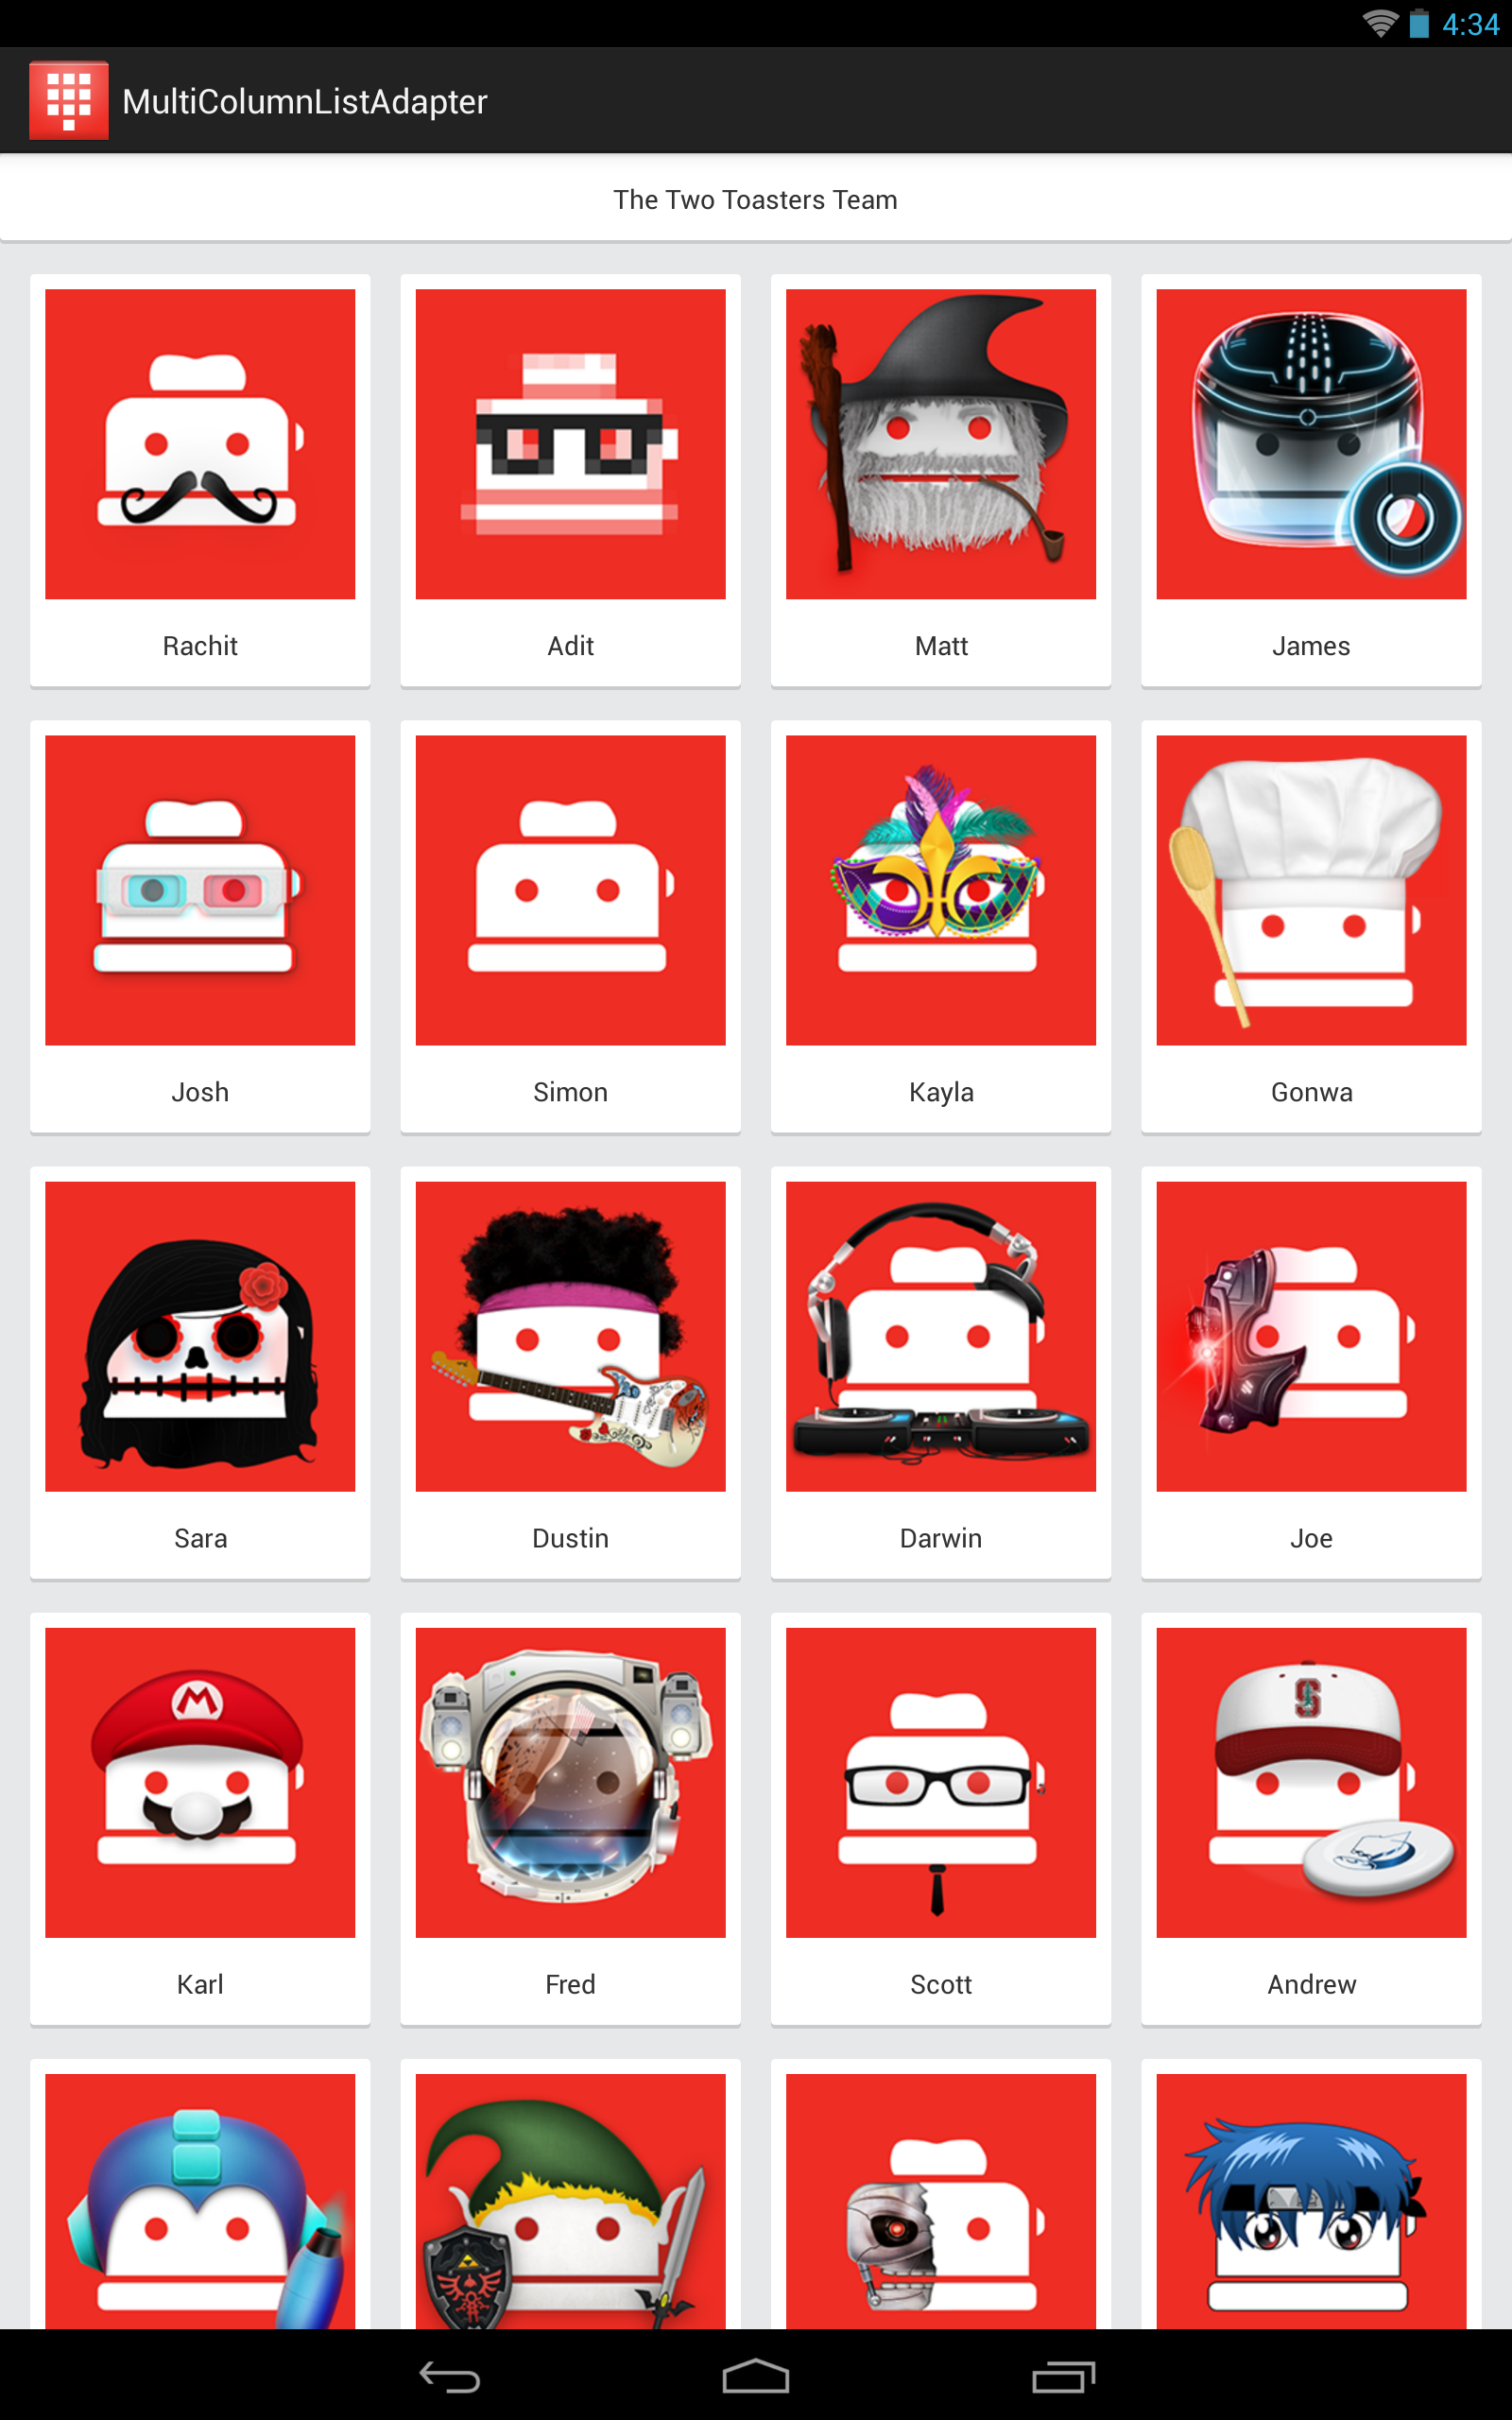 4:34
MultiColumnListAdapter
The Two Toasters Team
Rachit
Adit
Matt
James
Josh
Simon
Kayla
Gonwa
Sara
Dustin
Darwin
Joe
M
S
Karl
Fred
Scott
Andrew